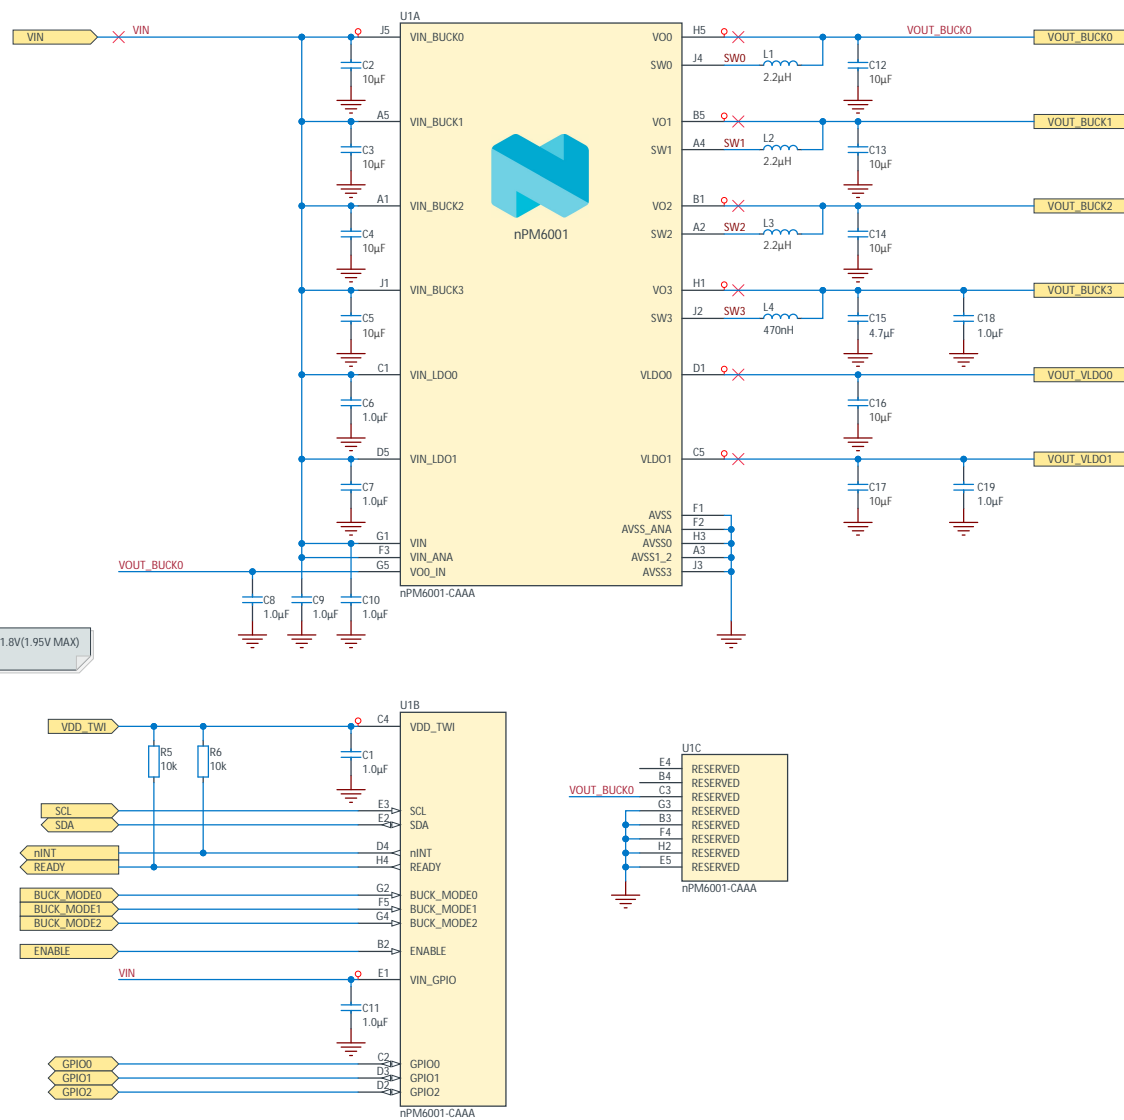 U1A
VIN
VIN
J5
VIN_BUCK0
VO0
H5
VOUT_BUCK0
VOUT_BUCK0
C2
10µF
SW0
J4
SW0
L1
2.2µH
C12
10µF
A5
VIN_BUCK1
VO1
B5
VOUT_BUCK1
C3
10µF
SW1
A4
SW1
L2
2.2µH
C13
10µF
A1
VIN_BUCK2
VO2
B1
VOUT_BUCK2
nPM6001
C4
10µF
SW2
A2
SW2
L3
2.2µH
C14
10µF
J1
VIN_BUCK3
VO3
H1
VOUT_BUCK3
C5
10µF
SW3
J2
SW3
L4
470nH
C15
4.7µF
C18
1.0µF
C1
VIN_LDO0
VLDO0
D1
VOUT_VLDO0
C6
1.0µF
C16
10µF
D5
VIN_LDO1
VLDO1
C5
VOUT_VLDO1
C7
1.0µF
C17
10µF
C19
1.0µF
AVSS
F1
AVSS_ANA
F2
G1
VIN
AVSS0
H3
F3
VIN_ANA
AVSS1_2
A3
VOUT_BUCK0
G5
VO0_IN
AVSS3
J3
nPM6001-CAAA
C8
1.0µF
C9
1.0µF
C10
1.0µF
1.8V(1.95V MAX)
U1B
VDD_TWI
C4
VDD_TWI
R5
10k
R6
10k
C1
1.0µF
SCL
E3
SCL
SDA
E2
SDA
nINT
D4
nINT
READY
H4
READY
BUCK_MODE0
G2
BUCK_MODE0
BUCK_MODE1
F5
BUCK_MODE1
BUCK_MODE2
G4
BUCK_MODE2
ENABLE
B2
ENABLE
VIN
E1
VIN_GPIO
C11
1.0µF
GPIO0
C2
GPIO0
GPIO1
D3
GPIO1
GPIO2
D2
GPIO2
nPM6001-CAAA
U1C
E4
RESERVED
B4
RESERVED
VOUT_BUCK0
C3
RESERVED
G3
RESERVED
B3
RESERVED
F4
RESERVED
H2
RESERVED
E5
RESERVED
nPM6001-CAAA